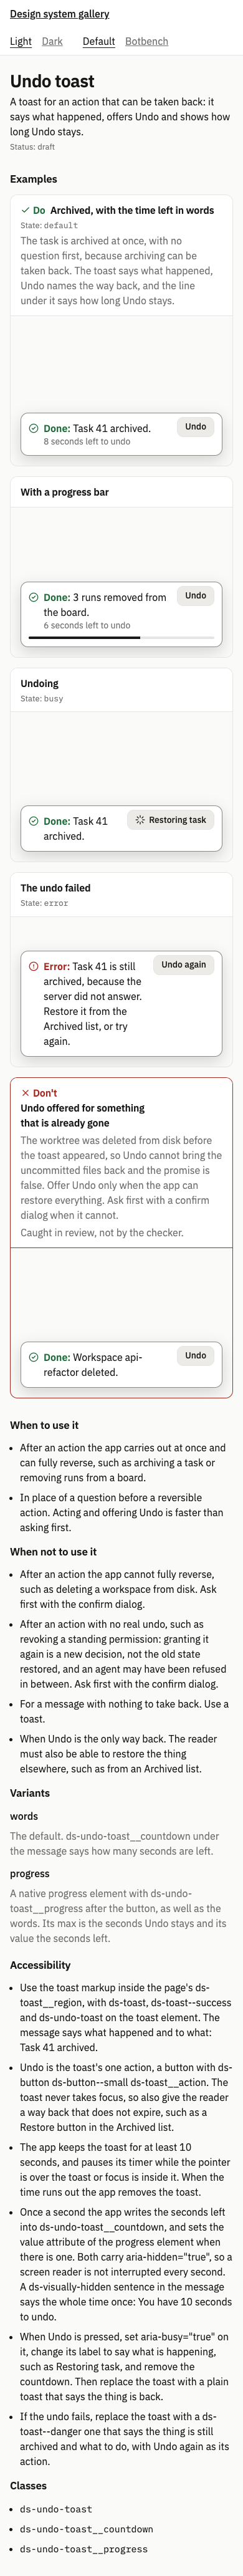 Design system gallery
Light Dark Default Botbench
Undo toast
A toast for an action that can be taken back: it
says what happened, offers Undo and shows how
long Undo stays.
Status: draft
Examples
Do Archived, with the time left in words
State: default
The task is archived at once, with no
question first, because archiving can be
taken back. The toast says what happened,
Undo names the way back, and the line
under it says how long Undo stays.
Done: Task 41 archived.
Undo
8 seconds left to undo
With a progress bar
Done: 3 runs removed from
the board.
Undo
6 seconds left to undo
Undoing
State: busy
Done: Task 41
archived.
Restoring task
The undo failed
State: error
Error: Task 41 is still
archived, because the
server did not answer.
Restore it from the
Archived list, or try
again.
Undo again
Don't
Undo offered for something
that is already gone
The worktree was deleted from disk before
the toast appeared, so Undo cannot bring the
uncommitted files back and the promise is
false. Offer Undo only when the app can
restore everything. Ask first with a confirm
dialog when it cannot.
Caught in review, not by the checker.
Done: Workspace api-
refactor deleted.
Undo
When to use it
After an action the app carries out at once and
can fully reverse, such as archiving a task or
removing runs from a board.
In place of a question before a reversible
action. Acting and offering Undo is faster than
asking first.
When not to use it
After an action the app cannot fully reverse,
such as deleting a workspace from disk. Ask
first with the confirm dialog.
After an action with no real undo, such as
revoking a standing permission: granting it
again is a new decision, not the old state
restored, and an agent may have been refused
in between. Ask first with the confirm dialog.
For a message with nothing to take back. Use a
toast.
When Undo is the only way back. The reader
must also be able to restore the thing
elsewhere, such as from an Archived list.
Variants
words
The default. ds-undo-toast__countdown under
the message says how many seconds are left.
progress
A native progress element with ds-undo-
toast__progress after the button, as well as the
words. Its max is the seconds Undo stays and its
value the seconds left.
Accessibility
Use the toast markup inside the page's ds-
toast__region, with ds-toast, ds-toast--success
and ds-undo-toast on the toast element. The
message says what happened and to what:
Task 41 archived.
Undo is the toast's one action, a button with ds-
button ds-button--small ds-toast__action. The
toast never takes focus, so also give the reader
a way back that does not expire, such as a
Restore button in the Archived list.
The app keeps the toast for at least 10
seconds, and pauses its timer while the pointer
is over the toast or focus is inside it. When the
time runs out the app removes the toast.
Once a second the app writes the seconds left
into ds-undo-toast__countdown, and sets the
value attribute of the progress element when
there is one. Both carry aria-hidden="true", so a
screen reader is not interrupted every second.
A ds-visually-hidden sentence in the message
says the whole time once: You have 10 seconds
to undo.
When Undo is pressed, set aria-busy="true" on
it, change its label to say what is happening,
such as Restoring task, and remove the
countdown. Then replace the toast with a plain
toast that says the thing is back.
If the undo fails, replace the toast with a ds-
toast--danger one that says the thing is still
archived and what to do, with Undo again as its
action.
Classes
ds-undo-toast
ds-undo-toast__countdown
ds-undo-toast__progress